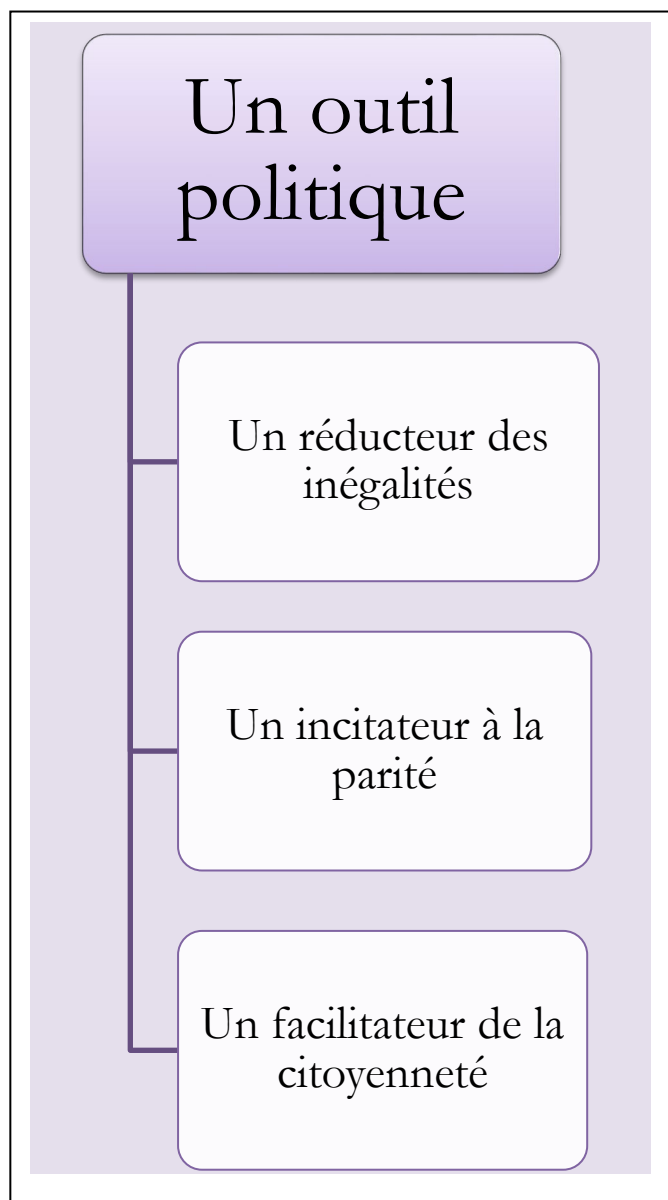 Un outil
politique
Un réducteur des
inégalités
Un incitateur à la
parité
Un facilitateur de la
citoyenneté